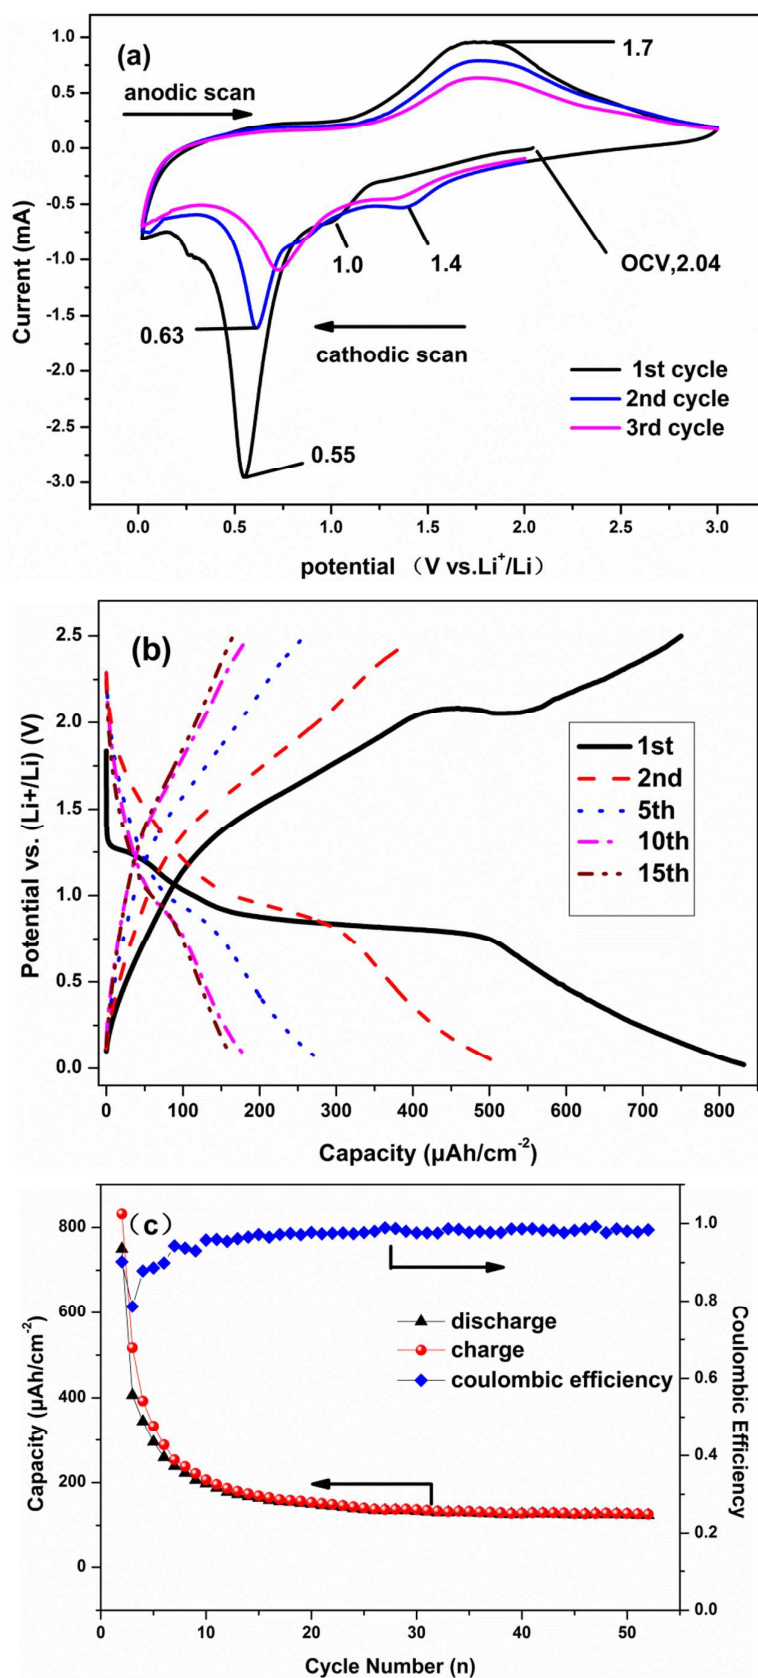 (a)
1.0
0.5
0.0
-0.5
-1.0
-1.5
-2.0
-2.5
-3.0
Current (mA)
anodic scan
1.7
1.0
1.4
OCV,2.04
0.63
cathodic scan
0.55
1st cycle
2nd cycle
3rd cycle
0.0 0.5 1.0 1.5 2.0 2.5 3.0
potential （V vs.Li⁺/Li）
(b)
2.5
2.0
1.5
1.0
0.5
0.0
Potential vs. (Li+/Li) (V)
1st
2nd
5th
10th
15th
0 100 200 300 400 500 600 700 800
Capacity (μAh/cm⁻²)
（c）
800
600
400
200
0
Capacity (μAh/cm⁻²)
discharge
charge
coulombic efficiency
1.0
0.8
0.6
0.4
0.2
0.0
Coulombic Efficiency
0 10 20 30 40 50
Cycle Number (n)